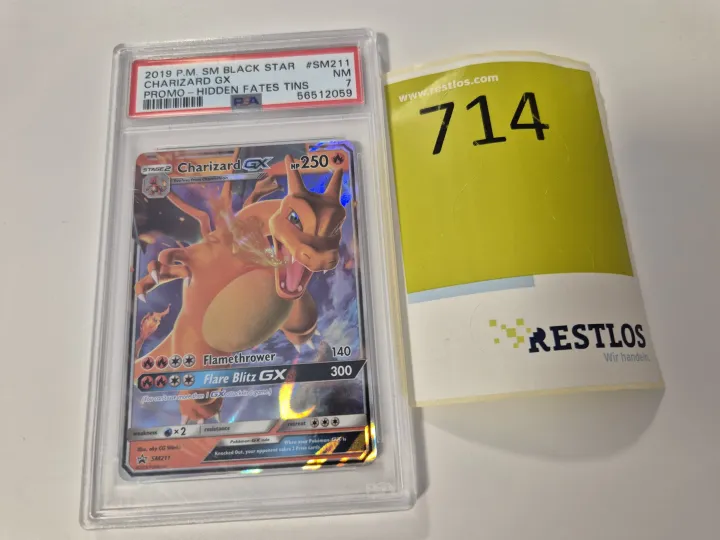 2019 P.M. SM BLACK STAR #SM211
CHARIZARD GX NM
PROMO - HIDDEN FATES TINS 7
PSA 56512059
STAGE 2 Charizard GX HP 250
Flamethrower 140
Flare Blitz GX 300
weakness ×2 resistance retreat
SM211
www.restlos.com
714
RESTLOS
Wir handeln.